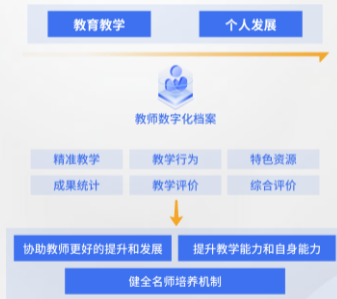 教育教学 个人发展
教师数字化档案
精准教学 教学行为 特色资源
成果统计 教学评价 综合评价
协助教师更好的提升和发展 提升教学能力和自身能力
健全名师培养机制